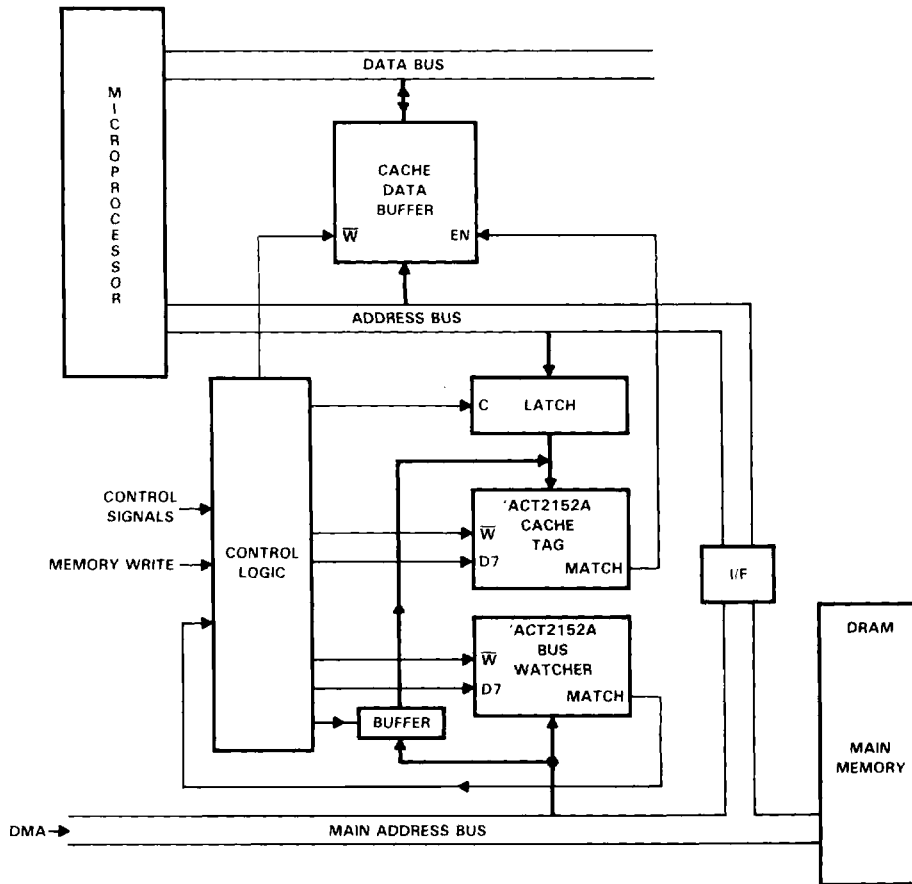 MICROPROCESSOR
DATA BUS
CACHE
DATA
BUFFER
W̅
EN
ADDRESS BUS
C
LATCH
'ACT2152A
CACHE
TAG
W̅
D7
MATCH
CONTROL
SIGNALS
MEMORY WRITE
CONTROL
LOGIC
I/F
'ACT2152A
BUS
WATCHER
W̅
D7
MATCH
BUFFER
DRAM
MAIN
MEMORY
DMA
MAIN ADDRESS BUS